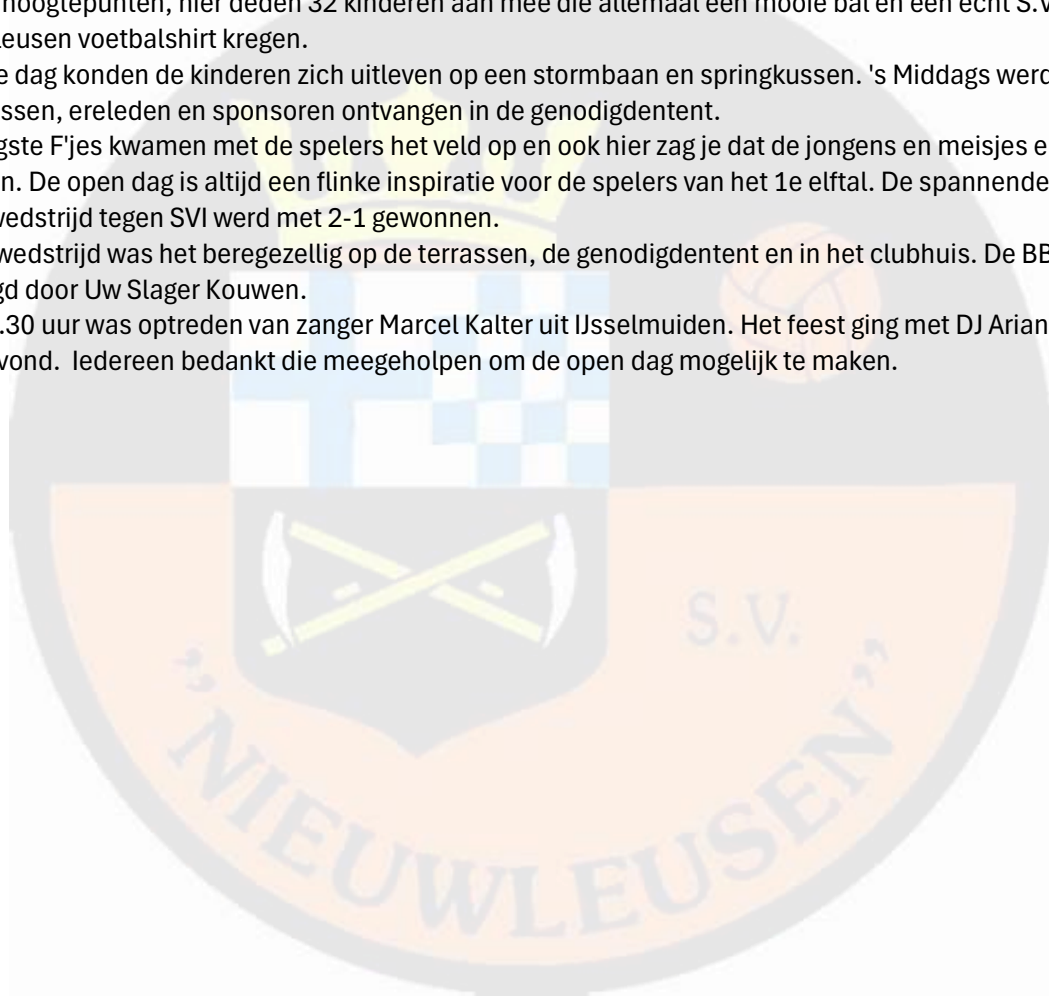 hoogtepunten, hier deden 32 kinderen aan mee die allemaal een mooie bal en een echt S.V
leusen voetbalshirt kregen.
e dag konden de kinderen zich uitleven op een stormbaan en springkussen. 's Middags werd
ssen, ereleden en sponsoren ontvangen in de genodigdentent.
gste F'jes kwamen met de spelers het veld op en ook hier zag je dat de jongens en meisjes e
n. De open dag is altijd een flinke inspiratie voor de spelers van het 1e elftal. De spannende
wedstrijd tegen SVI werd met 2-1 gewonnen.
wedstrijd was het beregezellig op de terrassen, de genodigdentent en in het clubhuis. De BB
gd door Uw Slager Kouwen.
.30 uur was optreden van zanger Marcel Kalter uit IJsselmuiden. Het feest ging met DJ Arian
vond.  Iedereen bedankt die meegeholpen om de open dag mogelijk te maken.
S.V.
,,NIEUWLEUSEN”